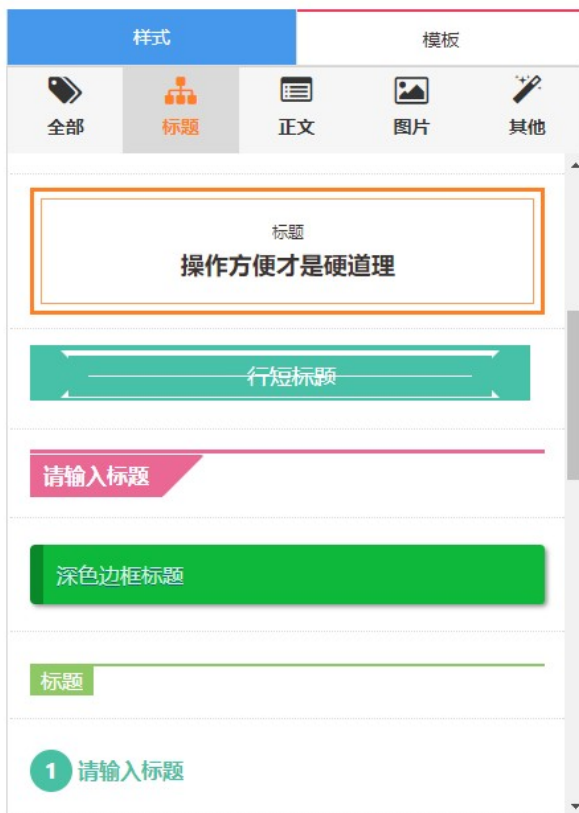 样式 模板
全部 标题 正文 图片 其他
标题
操作方便才是硬道理
行短标题
请输入标题
深色边框标题
标题
1 请输入标题